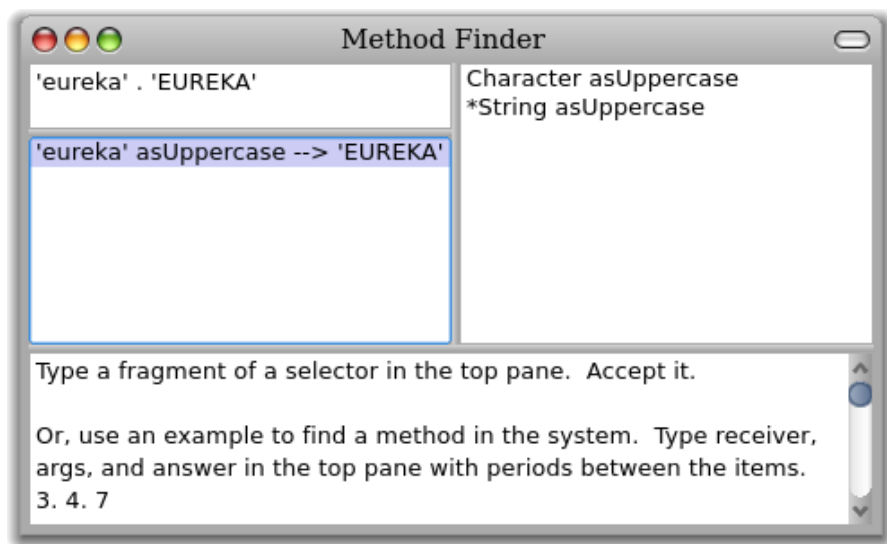 Method Finder
'eureka' . 'EUREKA'
'eureka' asUppercase --> 'EUREKA'
Character asUppercase
*String asUppercase
Type a fragment of a selector in the top pane.  Accept it.
Or, use an example to find a method in the system.  Type receiver,
args, and answer in the top pane with periods between the items.
3. 4. 7